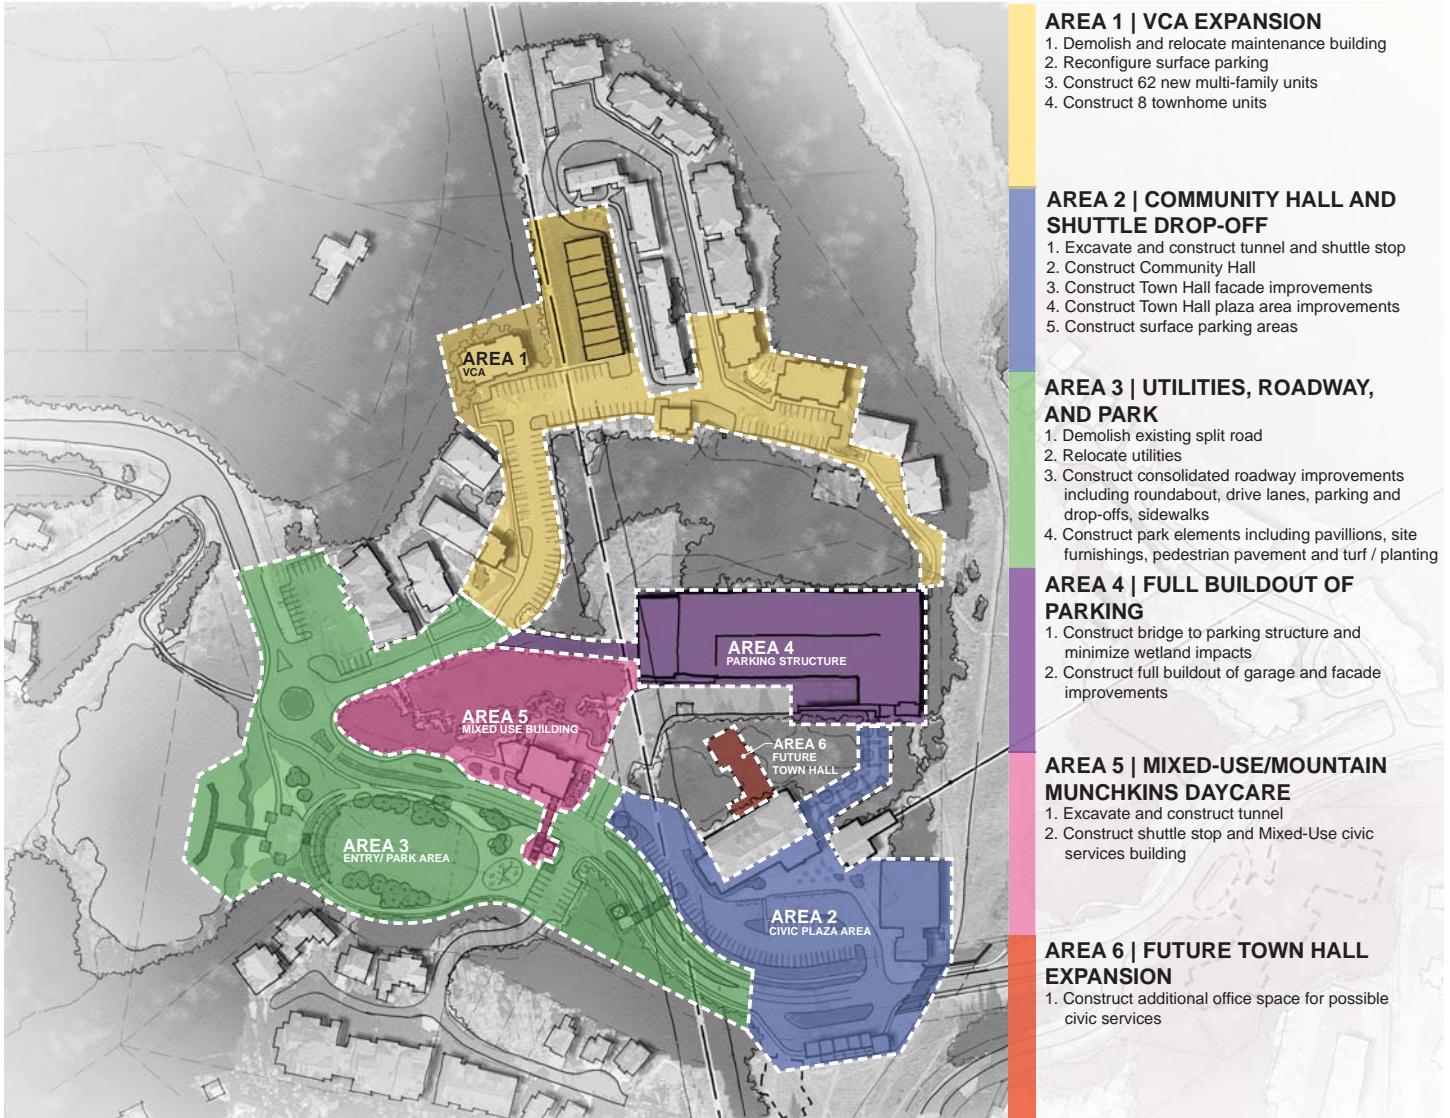 AREA 1 | VCA EXPANSION
1. Demolish and relocate maintenance building
2. Reconfigure surface parking
3. Construct 62 new multi-family units
4. Construct 8 townhome units
AREA 2 | COMMUNITY HALL AND
SHUTTLE DROP-OFF
1. Excavate and construct tunnel and shuttle stop
2. Construct Community Hall
3. Construct Town Hall facade improvements
4. Construct Town Hall plaza area improvements
5. Construct surface parking areas
AREA 3 | UTILITIES, ROADWAY,
AND PARK
1. Demolish existing split road
2. Relocate utilities
3. Construct consolidated roadway improvements
including roundabout, drive lanes, parking and
drop-offs, sidewalks
4. Construct park elements including pavillions, site
furnishings, pedestrian pavement and turf / planting
AREA 4 | FULL BUILDOUT OF
PARKING
1. Construct bridge to parking structure and
minimize wetland impacts
2. Construct full buildout of garage and facade
improvements
AREA 5 | MIXED-USE/MOUNTAIN
MUNCHKINS DAYCARE
1. Excavate and construct tunnel
2. Construct shuttle stop and Mixed-Use civic
services building
AREA 6 | FUTURE TOWN HALL
EXPANSION
1. Construct additional office space for possible
civic services
AREA 1
VCA
AREA 4
PARKING STRUCTURE
AREA 5
MIXED USE BUILDING
AREA 6
FUTURE
TOWN HALL
AREA 3
ENTRY/ PARK AREA
AREA 2
CIVIC PLAZA AREA